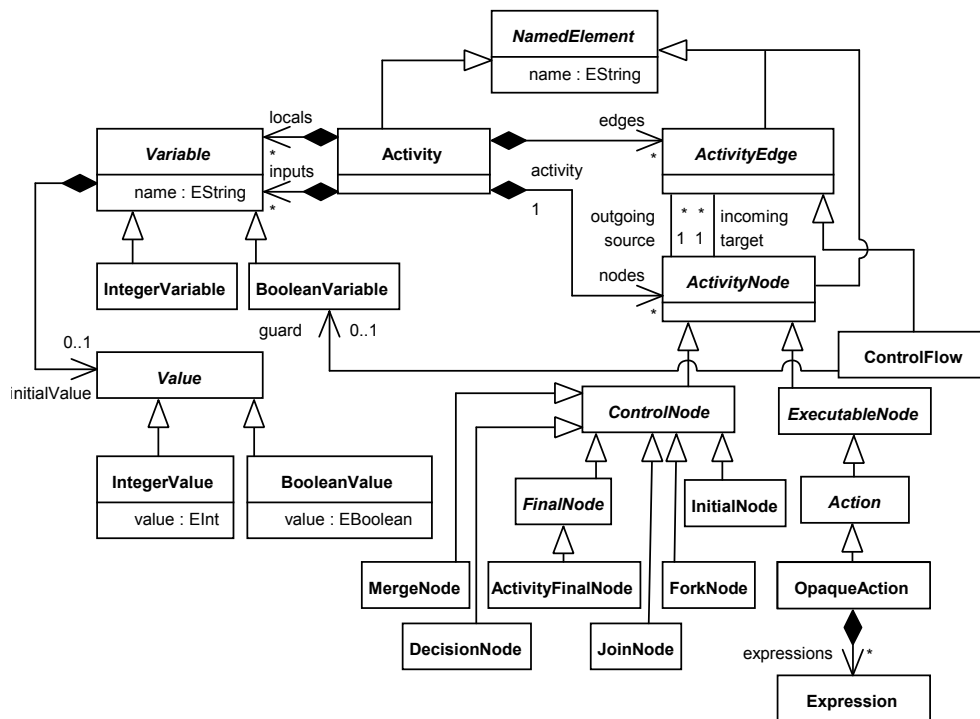 NamedElement
name : EString
locals
edges
Variable
*
Activity
*
ActivityEdge
name : EString
inputs
*
activity
1
outgoing
*
*
incoming
source
1
1
target
IntegerVariable
BooleanVariable
nodes
*
ActivityNode
guard
0..1
0..1
ControlFlow
initialValue
Value
ControlNode
ExecutableNode
IntegerValue
value : EInt
BooleanValue
value : EBoolean
FinalNode
InitialNode
Action
MergeNode
ActivityFinalNode
ForkNode
OpaqueAction
DecisionNode
JoinNode
expressions
*
Expression